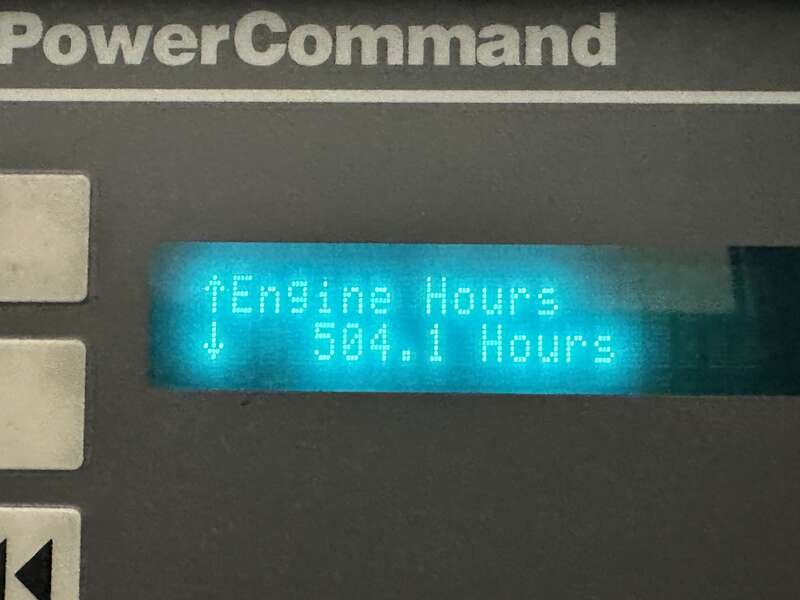 PowerCommand
↑Engine Hours
↓ 504.1 Hours